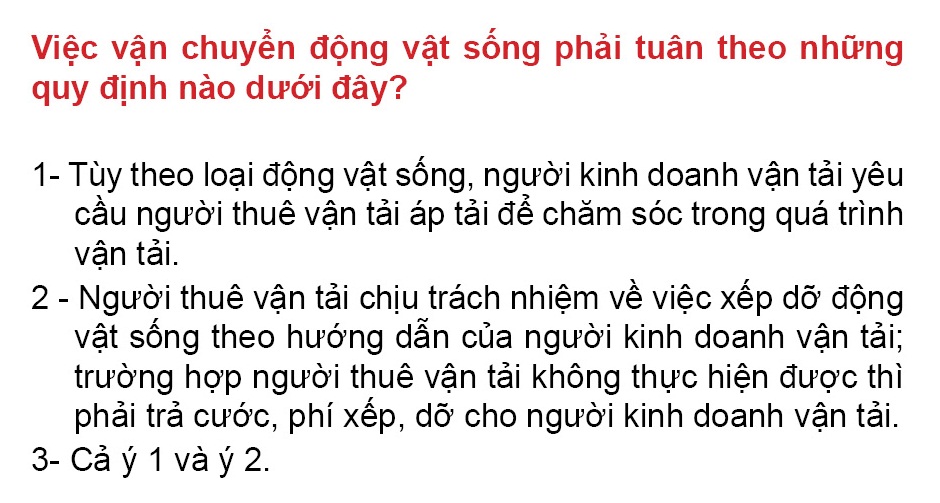 Việc vận chuyển động vật sống phải tuân theo những
quy định nào dưới đây?
1- Tùy theo loại động vật sống, người kinh doanh vận tải yêu
cầu người thuê vận tải áp tải để chăm sóc trong quá trình
vận tải.
2 - Người thuê vận tải chịu trách nhiệm về việc xếp dỡ động
vật sống theo hướng dẫn của người kinh doanh vận tải;
trường hợp người thuê vận tải không thực hiện được thì
phải trả cước, phí xếp, dỡ cho người kinh doanh vận tải.
3- Cả ý 1 và ý 2.